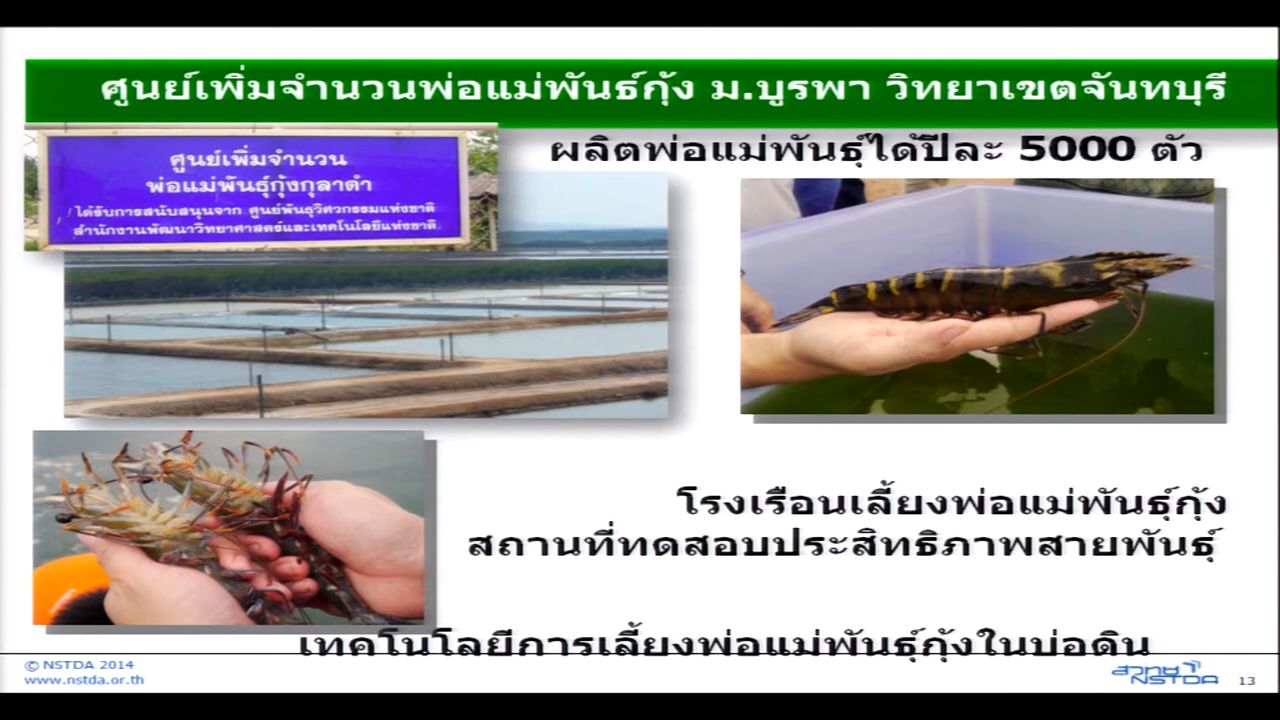 ศูนย์เพิ่มจำนวนพ่อแม่พันธ์กุ้ง ม.บูรพา วิทยาเขตจันทบุรี
ศูนย์เพิ่มจำนวน
พ่อแม่พันธุ์กุ้งกุลาดำ
ได้รับการสนับสนุนจาก ศูนย์พันธุวิศวกรรมแห่งชาติ
สำนักงานพัฒนาวิทยาศาสตร์และเทคโนโลยีแห่งชาติ
ผลิตพ่อแม่พันธุ์ได้ปีละ 5000 ตัว
โรงเรือนเลี้ยงพ่อแม่พันธุ์กุ้ง
สถานที่ทดสอบประสิทธิภาพสายพันธุ์
เทคโนโลยีการเลี้ยงพ่อแม่พันธุ์กุ้งในบ่อดิน
© NSTDA 2014
www.nstda.or.th
สวทช
NSTDA
13